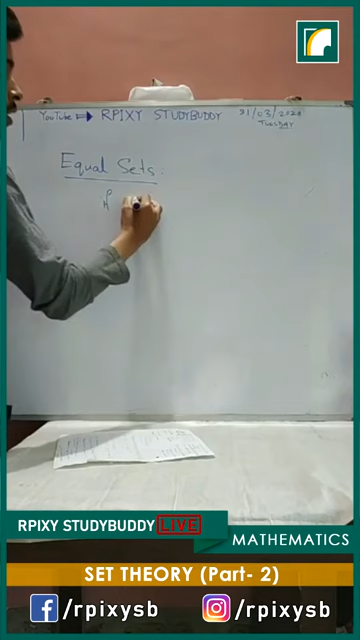 YouTube ⇒ RPIXY STUDYBUDDY 31/03/2020
TUESDAY
Equal Sets.
RPIXY STUDYBUDDY LIVE
MATHEMATICS
SET THEORY (Part- 2)
/rpixysb /rpixysb